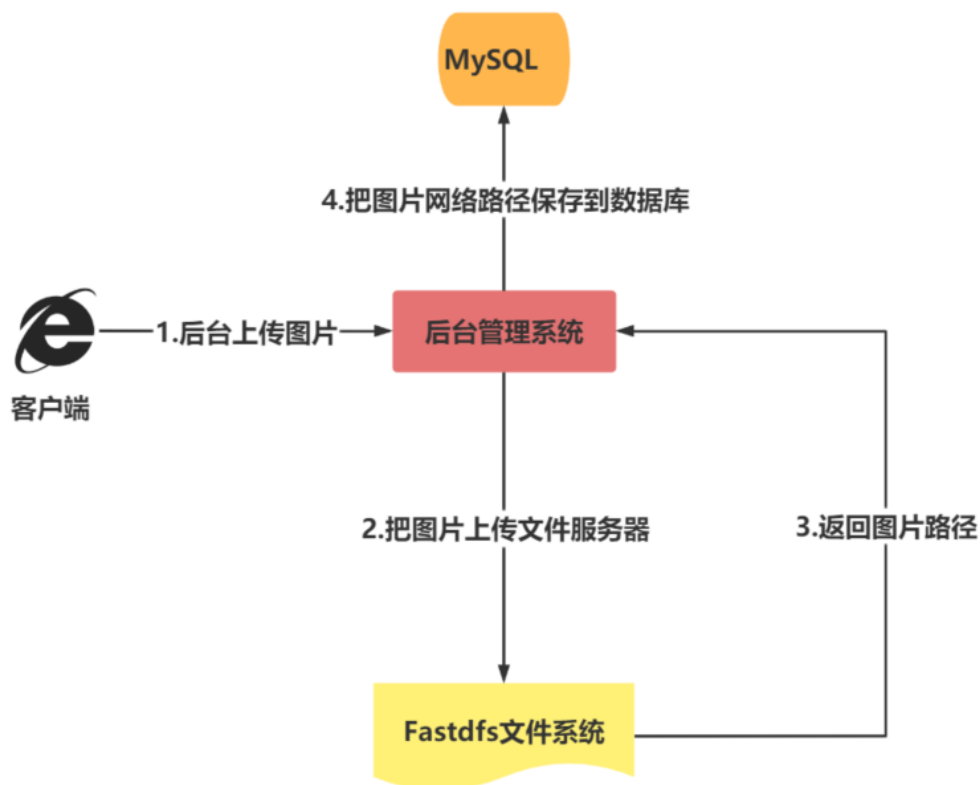 MySQL
4.把图片网络路径保存到数据库
1.后台上传图片
后台管理系统
客户端
2.把图片上传文件服务器
3.返回图片路径
Fastdfs文件系统